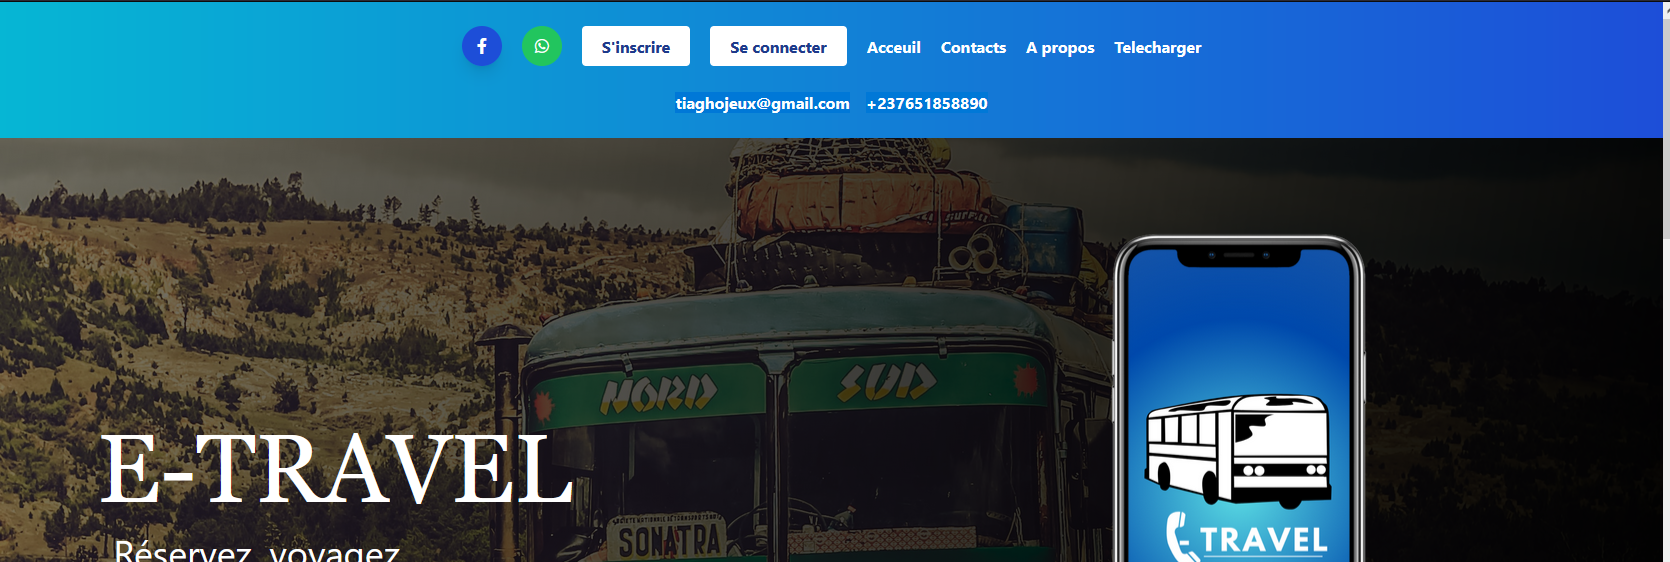 S'inscrire Se connecter Acceuil Contacts A propos Telecharger
tiaghojeux@gmail.com +237651858890
NORD SUD
E-TRAVEL
SONATRA
TRAVEL
Réservez, voyagez